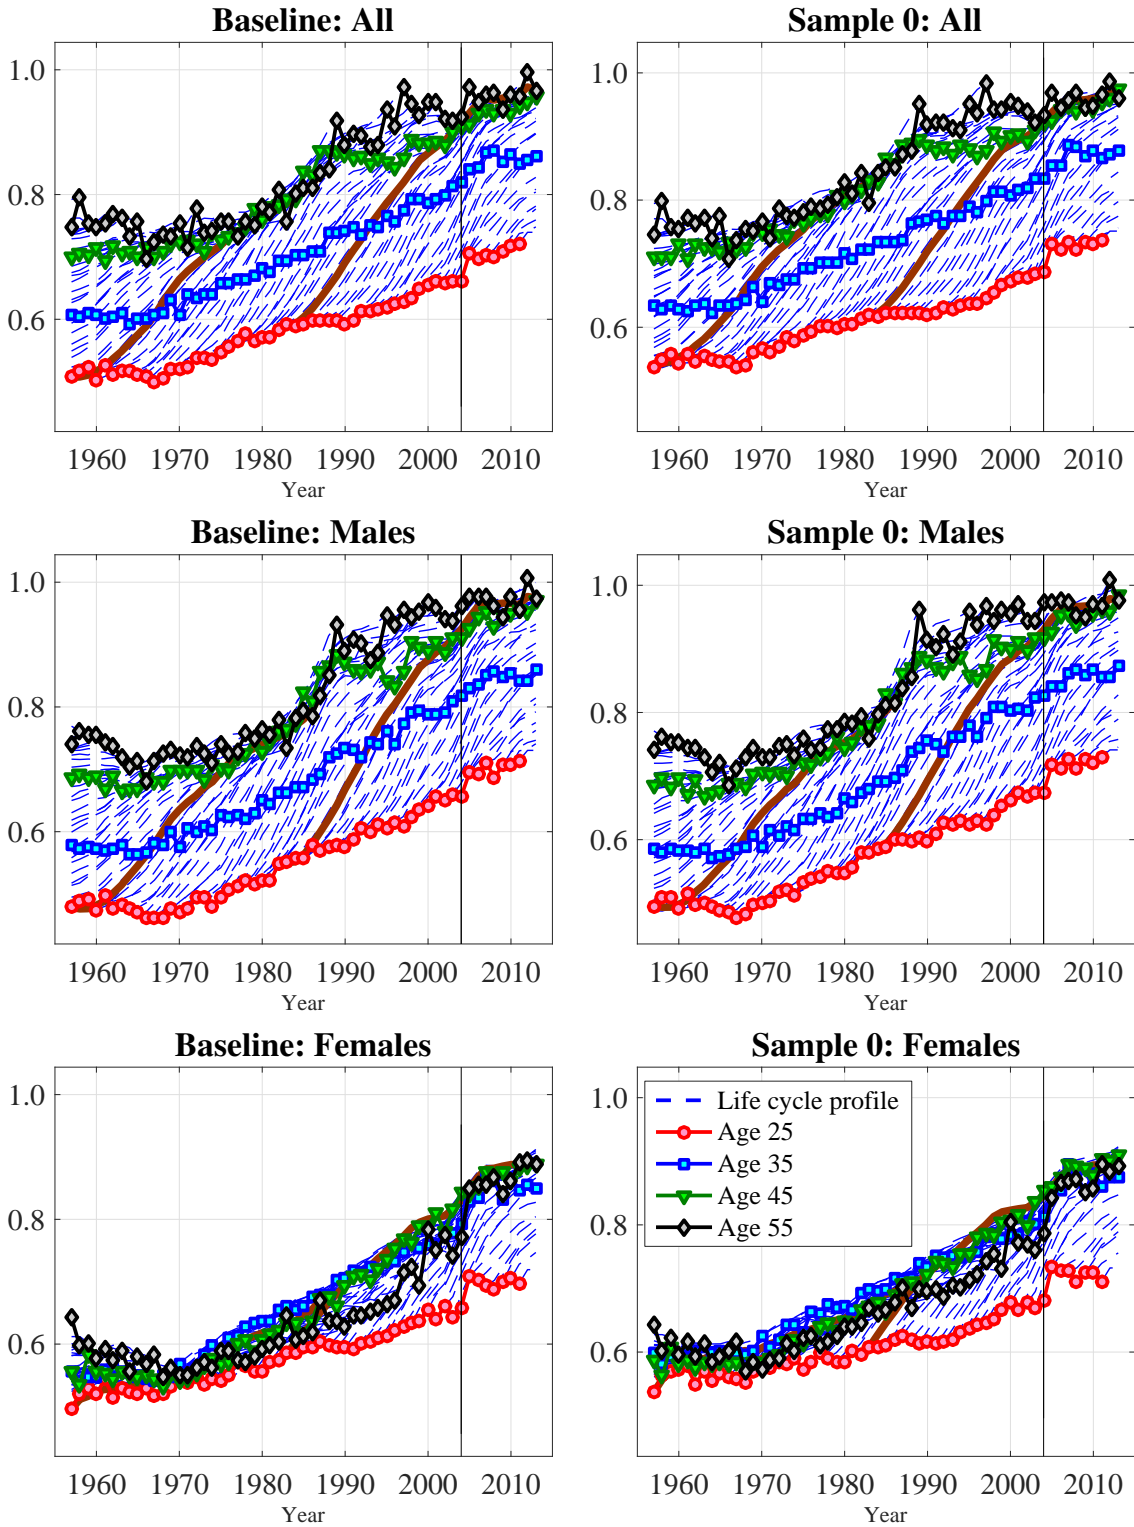 Baseline: All
1.0
0.8
0.6
1960 1970 1980 1990 2000 2010
Year
Sample 0: All
1.0
0.8
0.6
1960 1970 1980 1990 2000 2010
Year
Baseline: Males
1.0
0.8
0.6
1960 1970 1980 1990 2000 2010
Year
Sample 0: Males
1.0
0.8
0.6
1960 1970 1980 1990 2000 2010
Year
Baseline: Females
1.0
0.8
0.6
1960 1970 1980 1990 2000 2010
Year
Sample 0: Females
1.0
0.8
0.6
Life cycle profile
Age 25
Age 35
Age 45
Age 55
1960 1970 1980 1990 2000 2010
Year